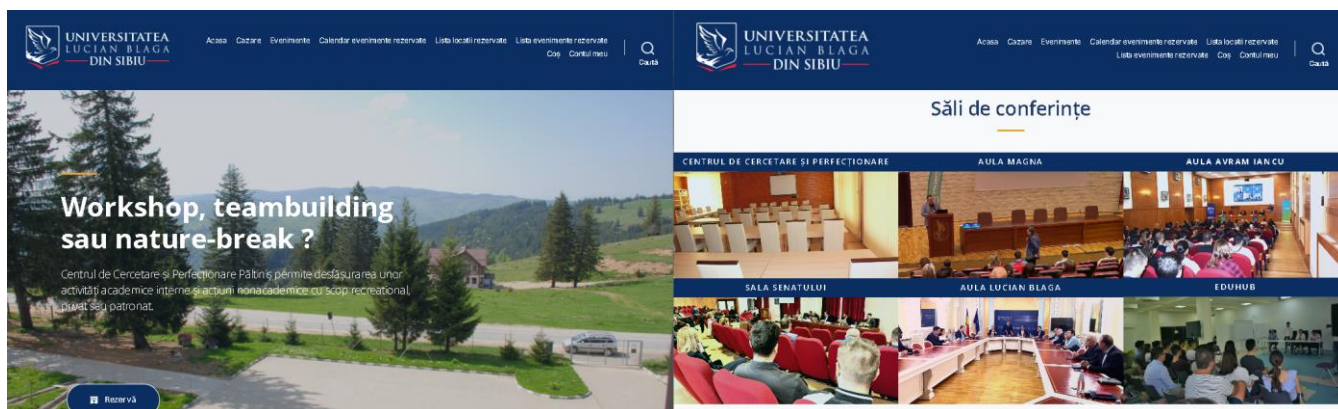 UNIVERSITATEA
LUCIAN BLAGA
DIN SIBIU
Acasa Cazare Evenimente Calendar evenimente rezervate Lista locatii rezervate Lista evenimente rezervate
Coș Contul meu
Caută
Workshop, teambuilding
sau nature-break ?
Centrul de Cercetare și Perfecționare Păltiniș permite desfășurarea unor
activități academice interne și acțiuni nonacademice cu scop recreațional,
privat sau patronat.
Rezervă
UNIVERSITATEA
LUCIAN BLAGA
DIN SIBIU
Acasa Cazare Evenimente Calendar evenimente rezervate Lista locatii rezervate
Lista evenimente rezervate Coș Contul meu
Caută
Săli de conferințe
CENTRUL DE CERCETARE ȘI PERFECȚIONARE
AULA MAGNA
AULA AVRAM IANCU
SALA SENATULUI
AULA LUCIAN BLAGA
EDUHUB